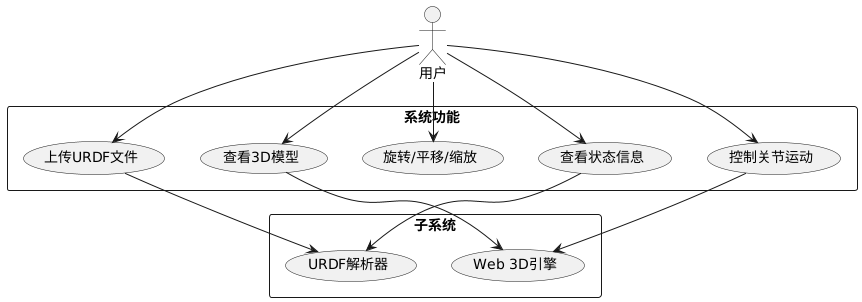 用户
系统功能
上传URDF文件
查看3D模型
旋转/平移/缩放
查看状态信息
控制关节运动
子系统
URDF解析器
Web 3D引擎